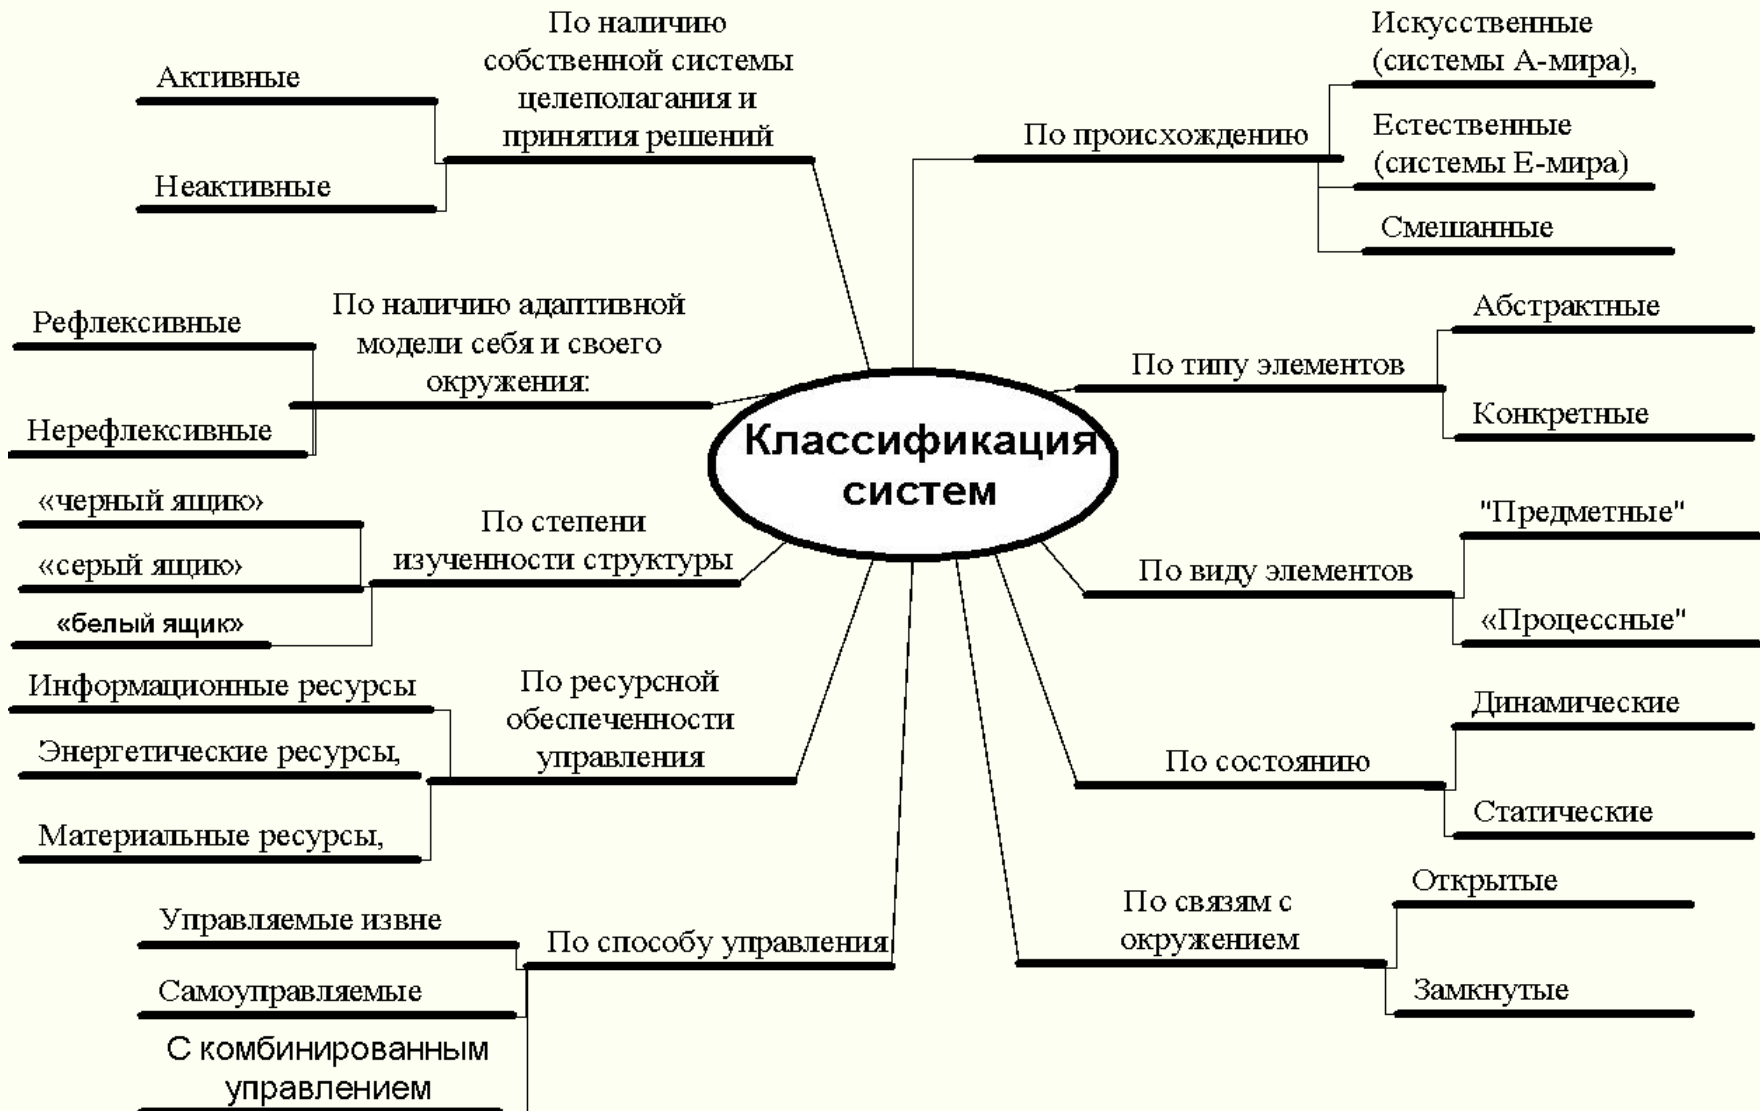 По наличию
собственной системы
целеполагания и
принятия решений
Активные
Неактивные
По наличию адаптивной
модели себя и своего
окружения:
Рефлексивные
Нерефлексивные
По степени
изученности структуры
«черный ящик»
«серый ящик»
«белый ящик»
По ресурсной
обеспеченности
управления
Информационные ресурсы
Энергетические ресурсы,
Материальные ресурсы,
По способу управления
Управляемые извне
Самоуправляемые
С комбинированным
управлением
Классификация
систем
По происхождению
Искусственные
(системы А-мира),
Естественные
(системы Е-мира)
Смешанные
По типу элементов
Абстрактные
Конкретные
По виду элементов
"Предметные"
«Процессные"
По состоянию
Динамические
Статические
По связям с
окружением
Открытые
Замкнутые